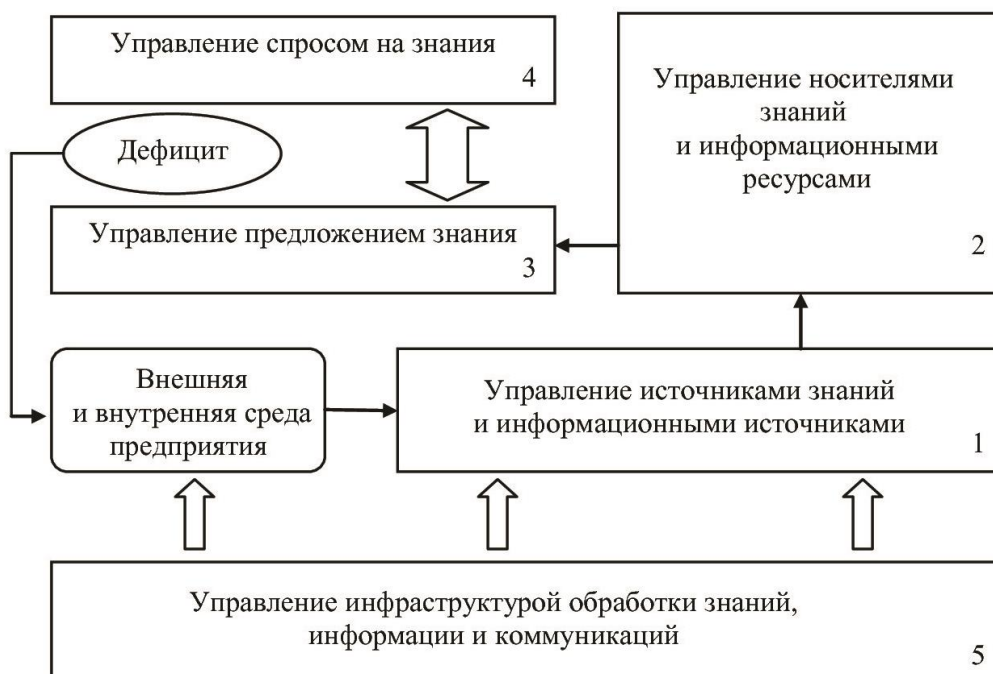 Управление спросом на знания
4
Дефицит
Управление предложением знания
3
Управление носителями
знаний
и информационными
ресурсами
2
Внешняя
и внутренняя среда
предприятия
Управление источниками знаний
и информационными источниками
1
Управление инфраструктурой обработки знаний,
информации и коммуникаций
5